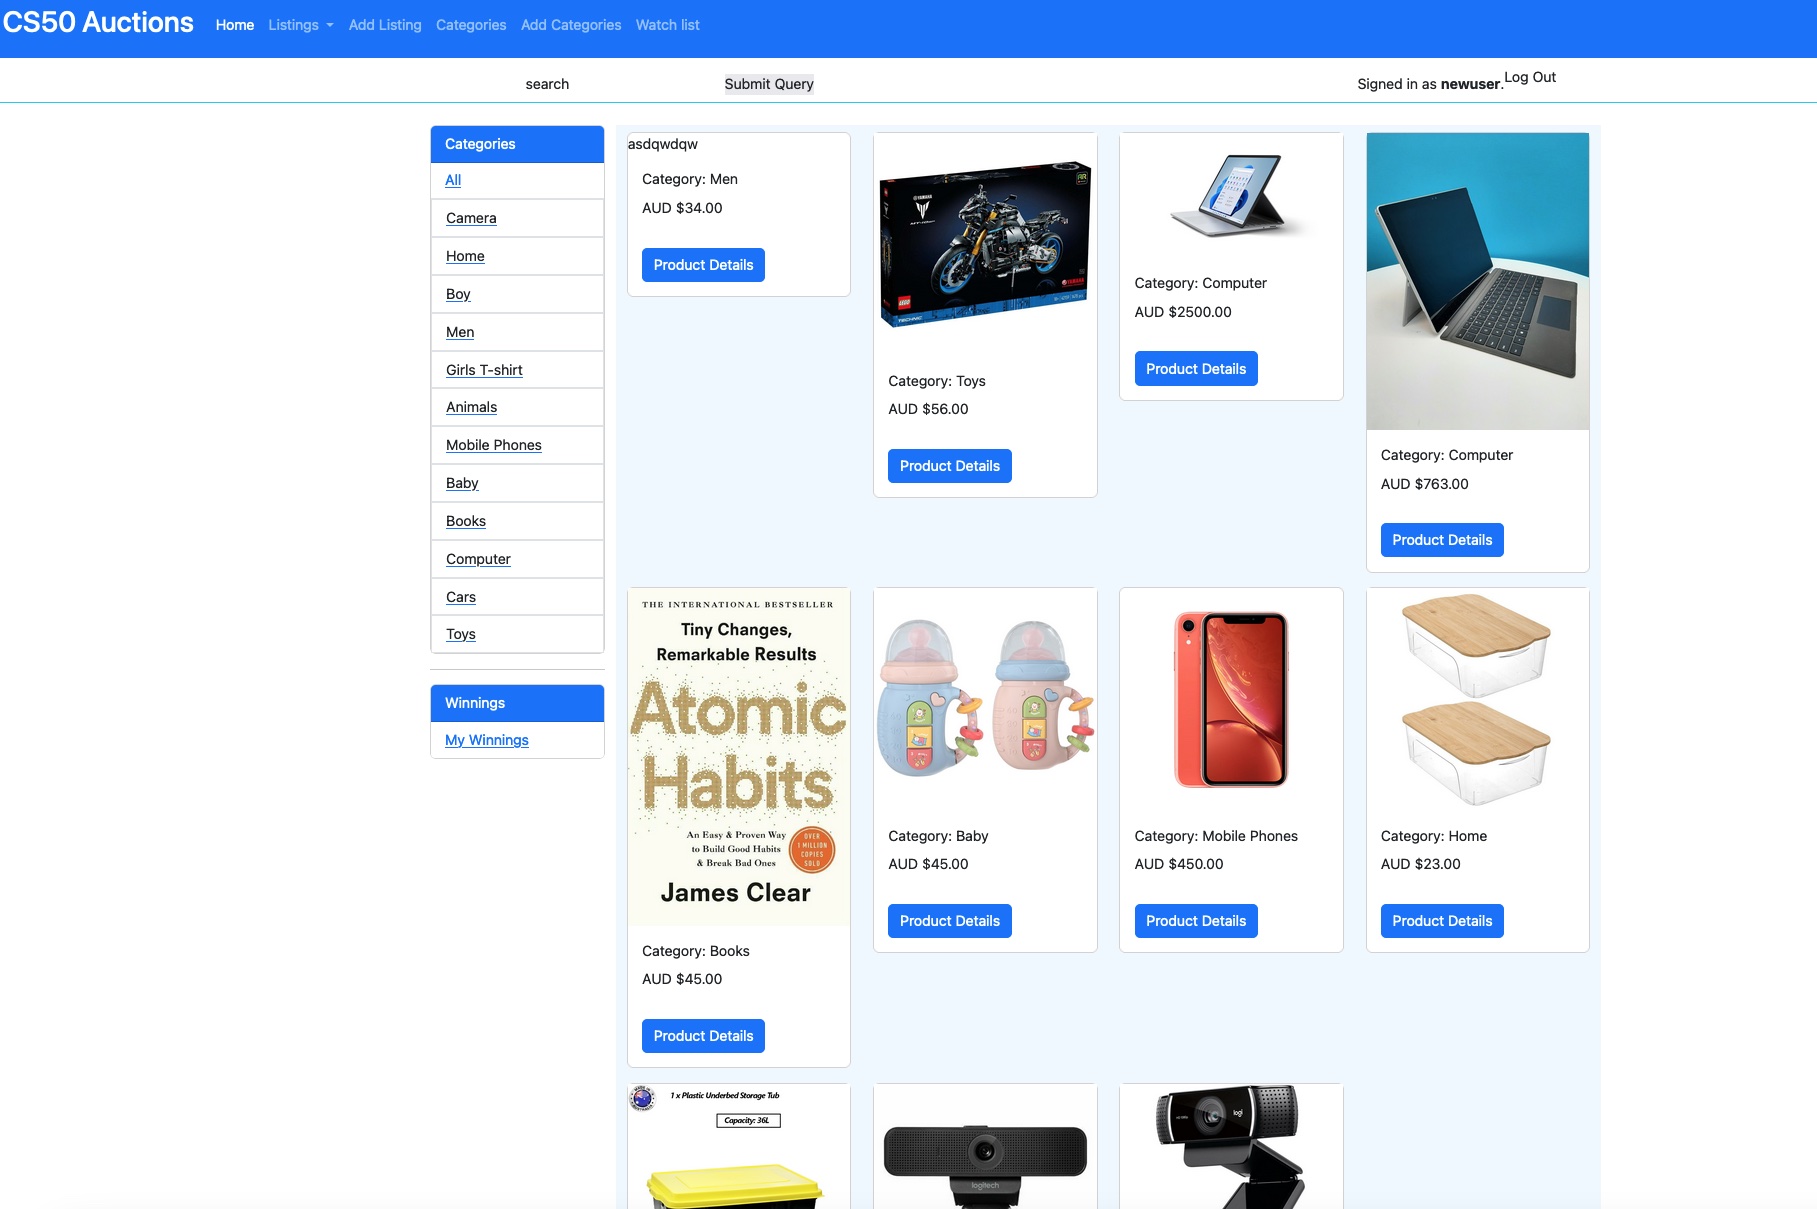 CS50 Auctions Home Listings Add Listing Categories Add Categories Watch list
search Submit Query Signed in as newuser. Log Out
Categories
All
Camera
Home
Boy
Men
Girls T-shirt
Animals
Mobile Phones
Baby
Books
Computer
Cars
Toys
Winnings
My Winnings
asdqwdqw
Category: Men
AUD $34.00
Product Details
YAMAHA
LEGO
TECHNIC
Category: Toys
AUD $56.00
Product Details
Category: Computer
AUD $2500.00
Product Details
Category: Computer
AUD $763.00
Product Details
THE INTERNATIONAL BESTSELLER
Tiny Changes,
Remarkable Results
Atomic
Habits
An Easy & Proven Way
to Build Good Habits
& Break Bad Ones
OVER
1 MILLION
COPIES
SOLD
James Clear
Category: Books
AUD $45.00
Product Details
Category: Baby
AUD $45.00
Product Details
Category: Mobile Phones
AUD $450.00
Product Details
Category: Home
AUD $23.00
Product Details
1 x Plastic Underbed Storage Tub
Capacity: 36L
logitech
logi